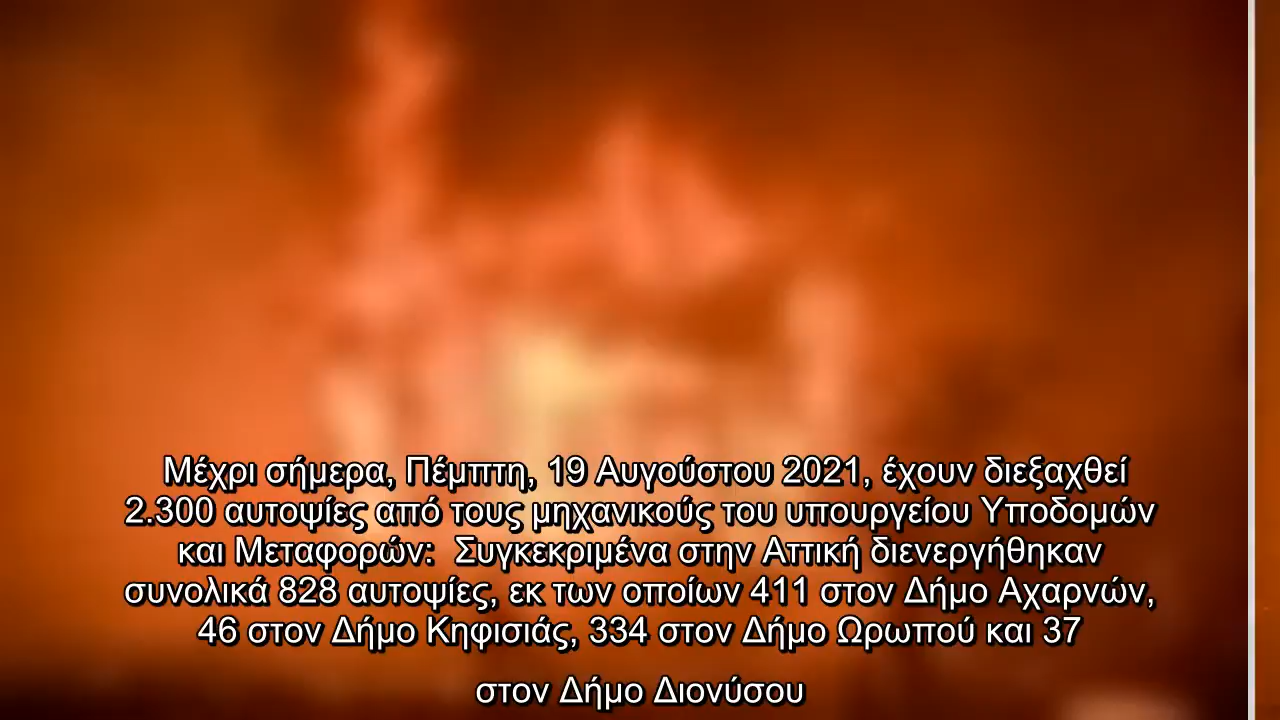 Μέχρι σήμερα, Πέμπτη, 19 Αυγούστου 2021, έχουν διεξαχθεί
2.300 αυτοψίες από τους μηχανικούς του υπουργείου Υποδομών
και Μεταφορών:  Συγκεκριμένα στην Αττική διενεργήθηκαν
συνολικά 828 αυτοψίες, εκ των οποίων 411 στον Δήμο Αχαρνών,
46 στον Δήμο Κηφισιάς, 334 στον Δήμο Ωρωπού και 37
στον Δήμο Διονύσου